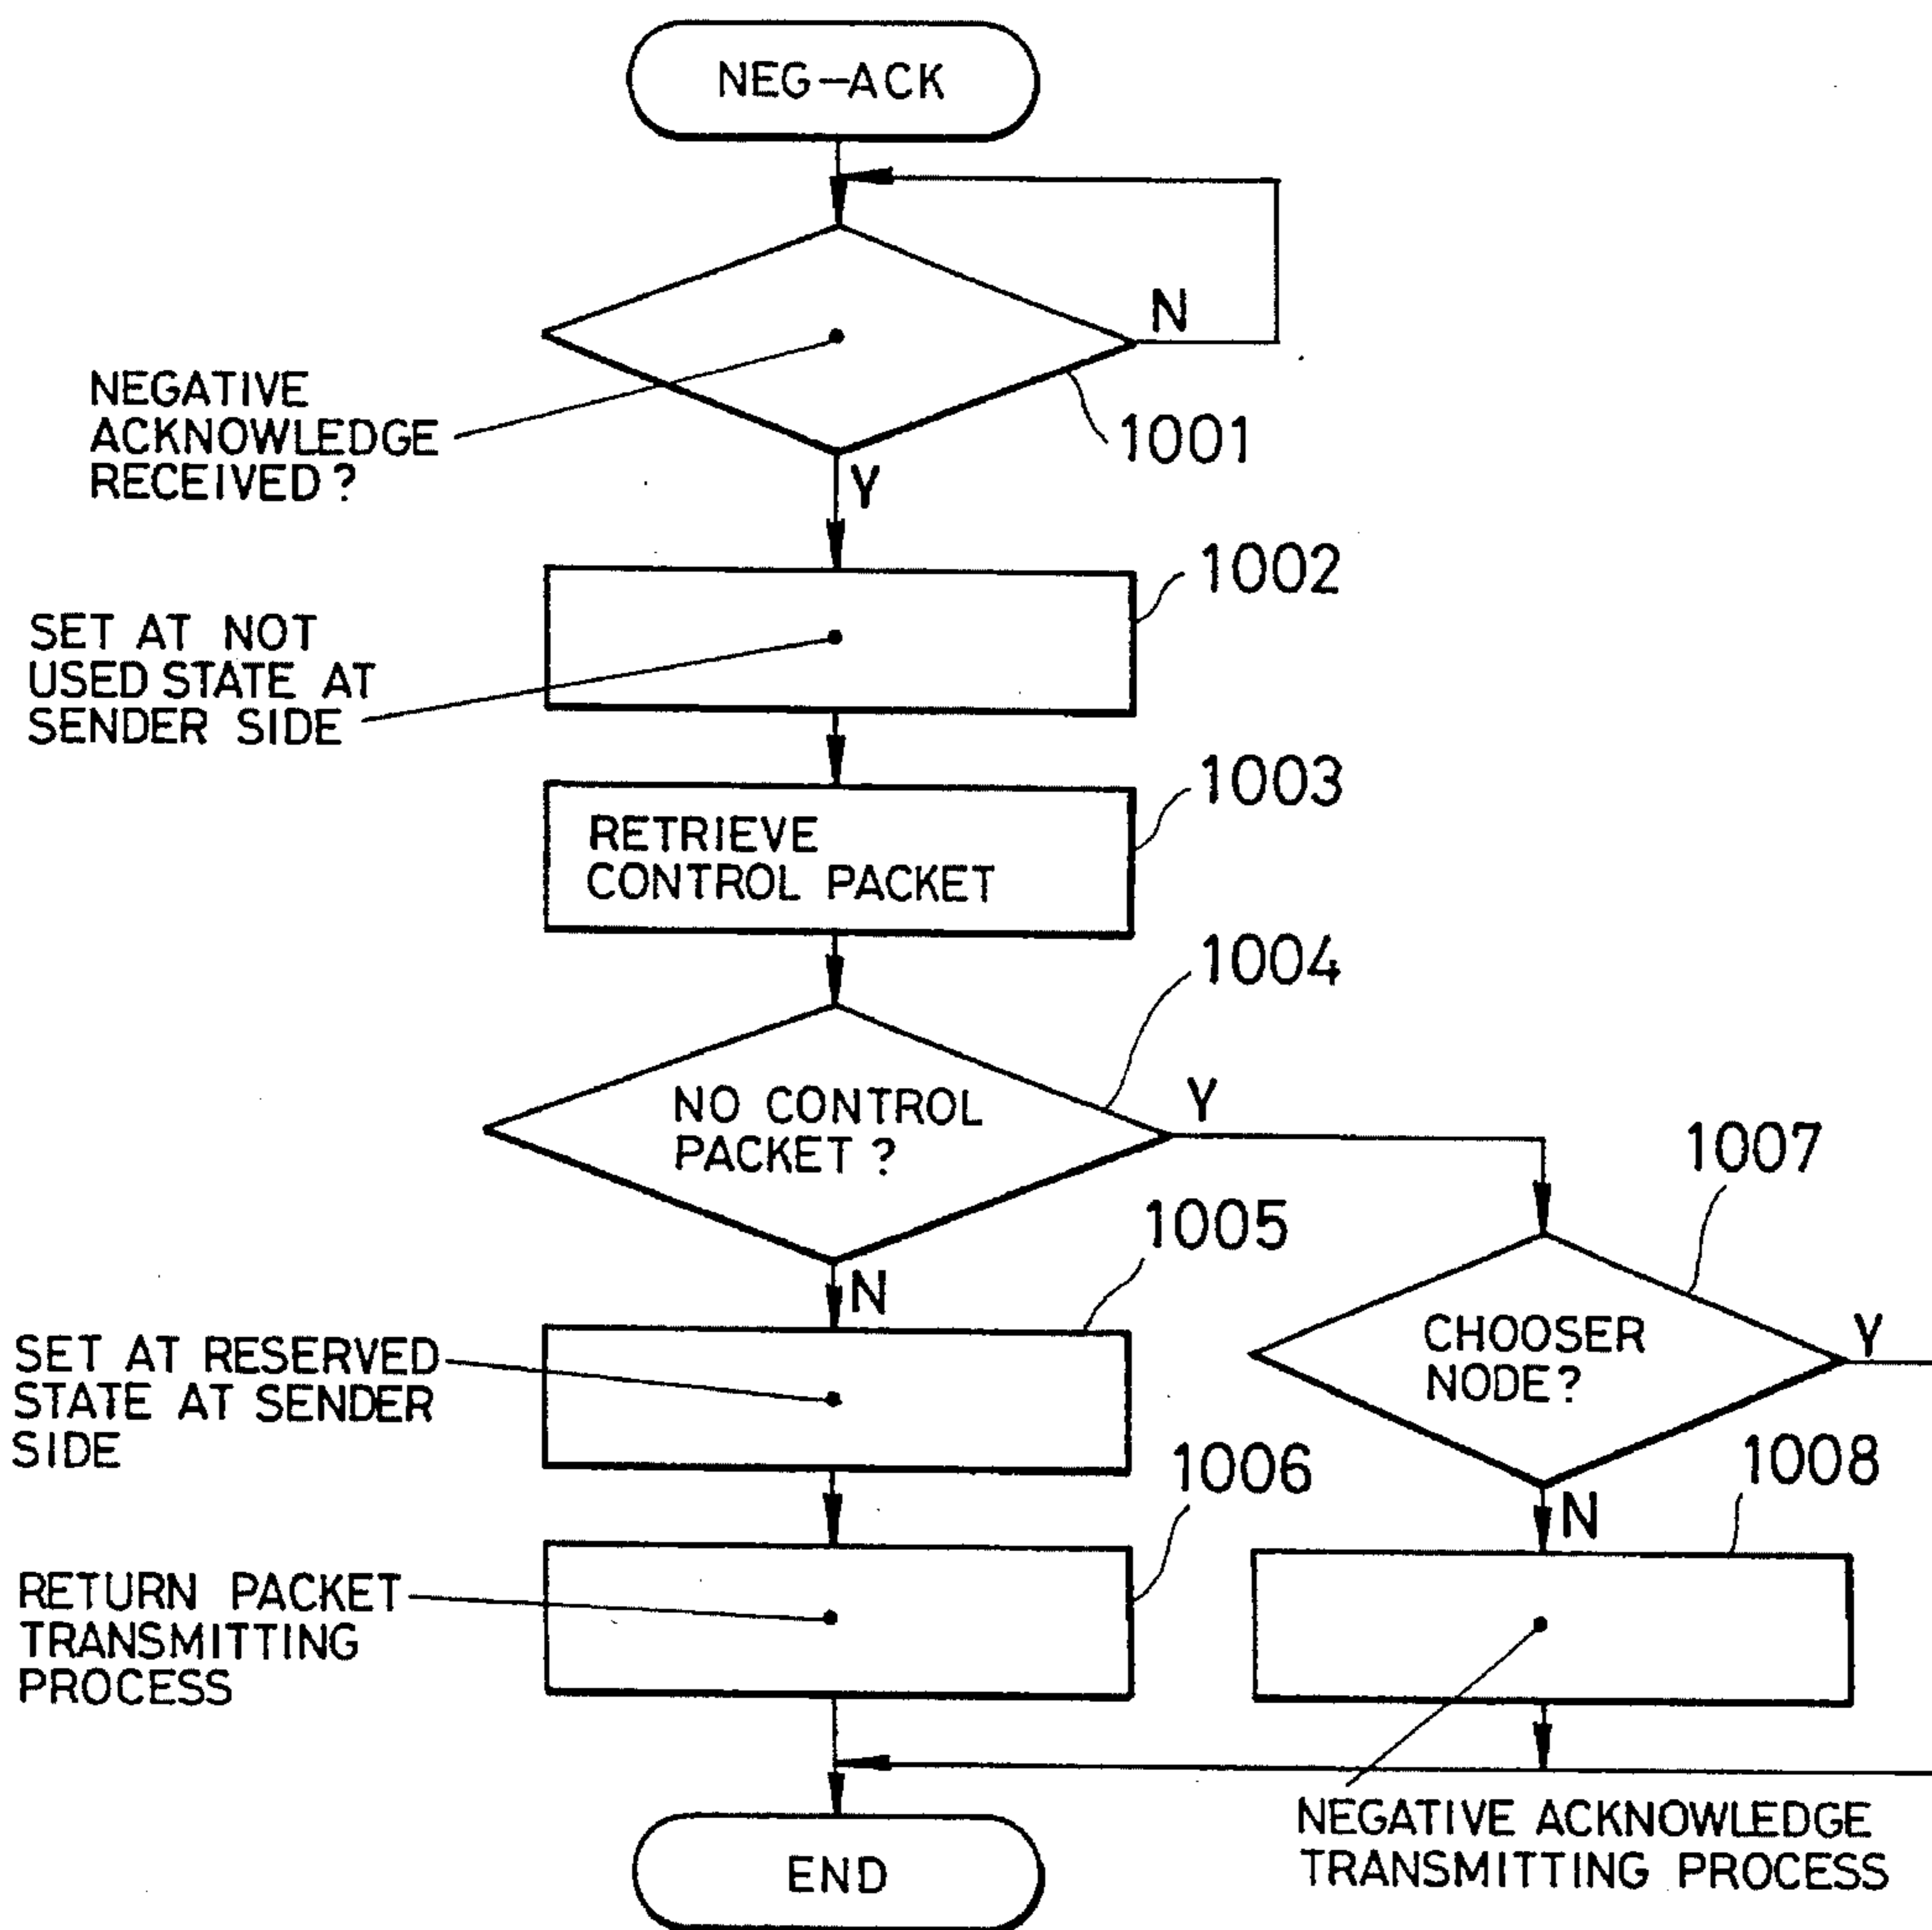 NEG-ACK
N
NEGATIVE
ACKNOWLEDGE
RECEIVED?
1001
Y
1002
SET AT NOT
USED STATE AT
SENDER SIDE
1003
RETRIEVE
CONTROL PACKET
1004
NO CONTROL
PACKET?
Y
1007
1005
N
CHOOSER
NODE?
Y
SET AT RESERVED
STATE AT SENDER
SIDE
1006
1008
N
RETURN PACKET
TRANSMITTING
PROCESS
NEGATIVE ACKNOWLEDGE
TRANSMITTING PROCESS
END